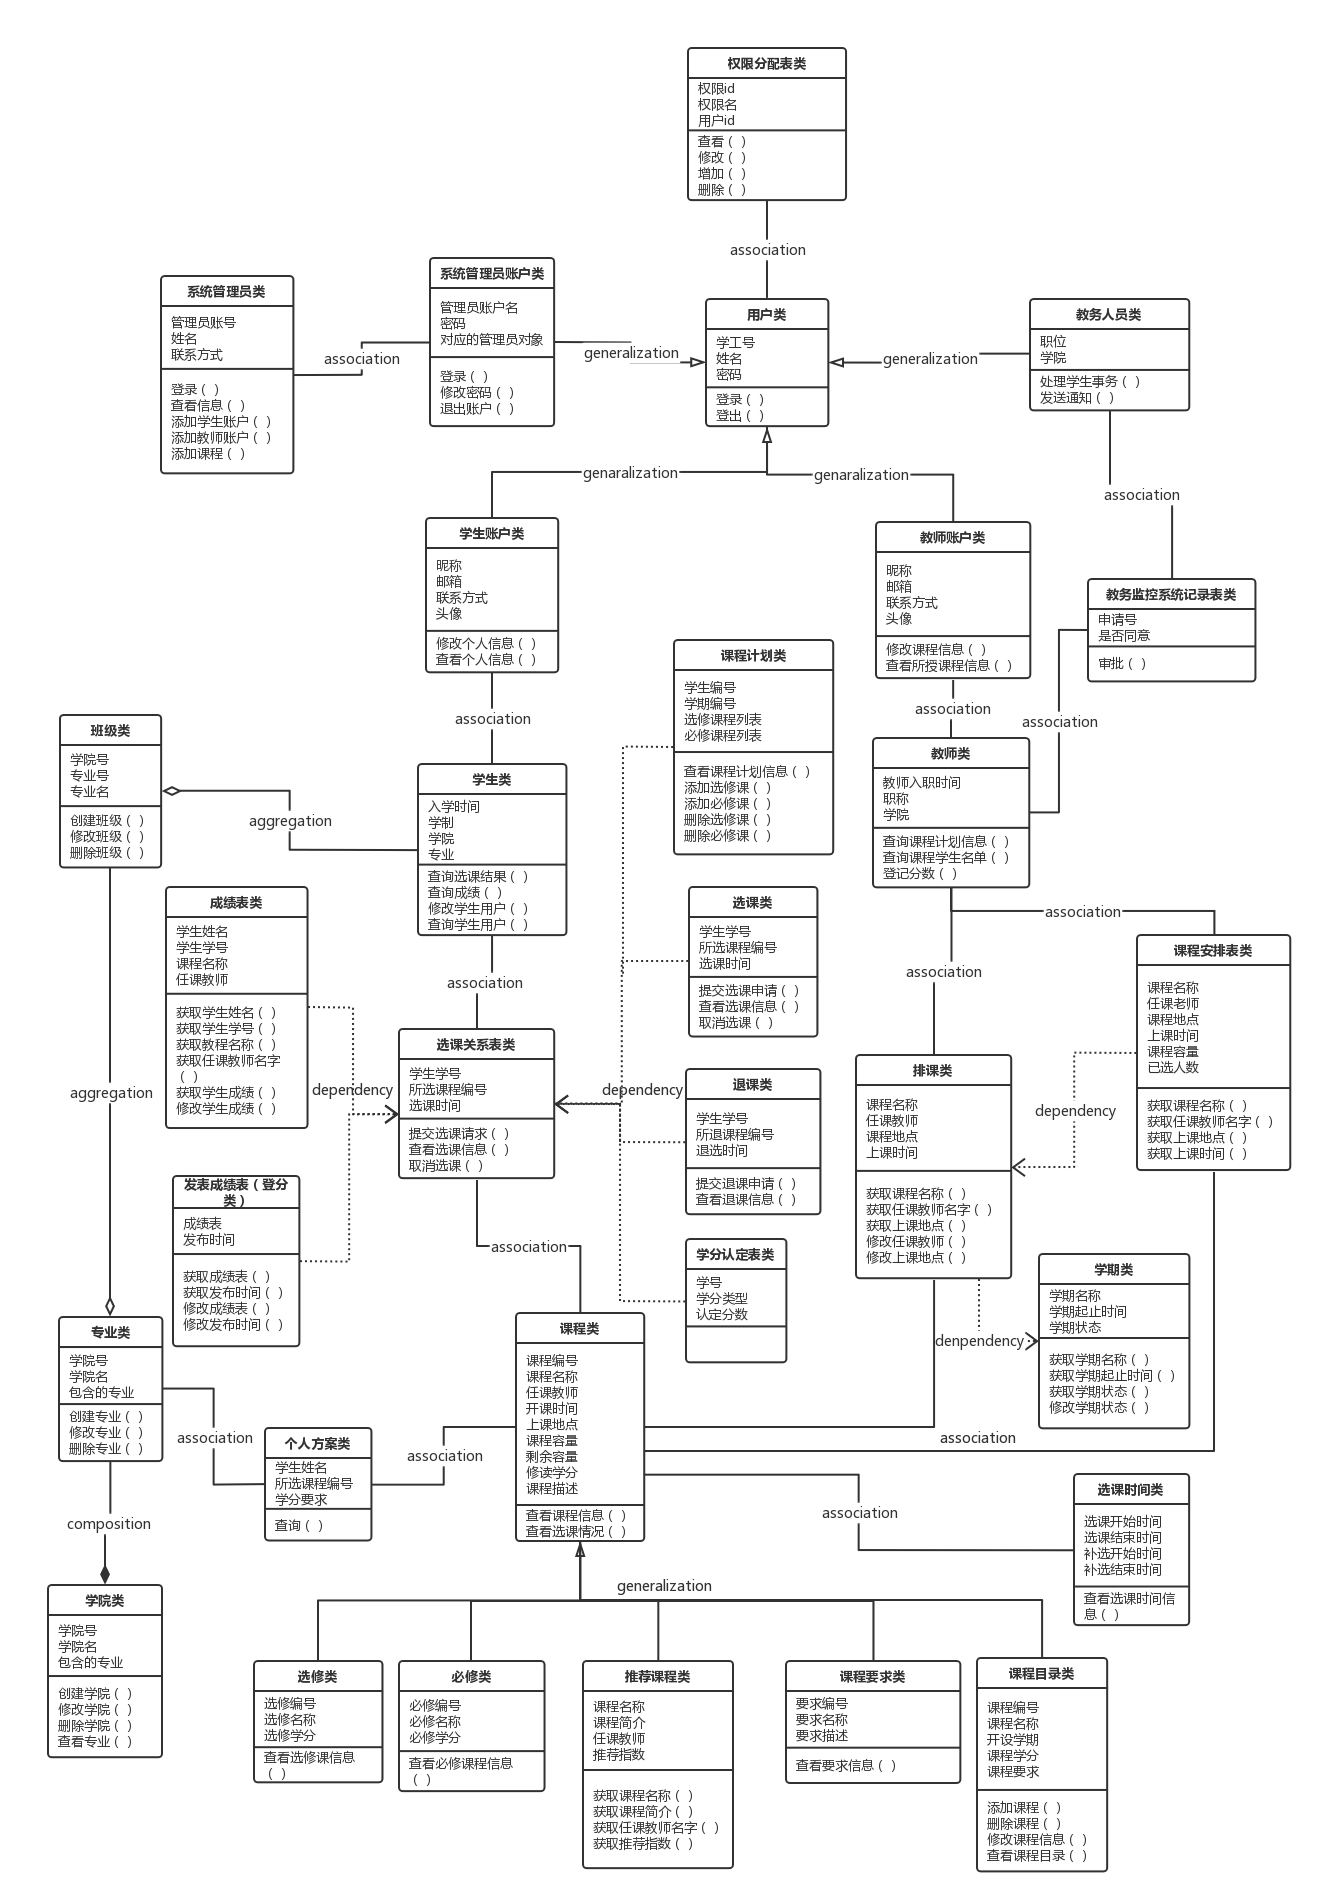 权限分配表类
权限id
权限名
用户id
查看（ ）
修改（ ）
增加（ ）
删除（ ）
association
系统管理员类
管理员账号
姓名
联系方式
登录（ ）
查看信息（ ）
添加学生账户（ ）
添加教师账户（ ）
添加课程（ ）
association
系统管理员账户类
管理员账户名
密码
对应的管理员对象
登录（ ）
修改密码（ ）
退出账户（ ）
generalization
用户类
学工号
姓名
密码
登录（ ）
登出（ ）
generalization
教务人员类
职位
学院
处理学生事务（ ）
发送通知（ ）
genaralization
genaralization
association
学生账户类
昵称
邮箱
联系方式
头像
修改个人信息（ ）
查看个人信息（ ）
教师账户类
昵称
邮箱
联系方式
头像
修改课程信息（ ）
查看所授课程信息（ ）
教务监控系统记录表类
申请号
是否同意
审批（ ）
课程计划类
学生编号
学期编号
选修课程列表
必修课程列表
查看课程计划信息（ ）
添加选修课（ ）
添加必修课（ ）
删除选修课（ ）
删除必修课（ ）
association
association
association
班级类
学院号
专业号
专业名
创建班级（ ）
修改班级（ ）
删除班级（ ）
aggregation
学生类
入学时间
学制
学院
专业
查询选课结果（ ）
查询成绩（ ）
修改学生用户（ ）
查询学生用户（ ）
教师类
教师入职时间
职称
学院
查询课程计划信息（ ）
查询课程学生名单（ ）
登记分数（ ）
成绩表类
学生姓名
学生学号
课程名称
任课教师
获取学生姓名（ ）
获取学生学号（ ）
获取教程名称（ ）
获取任课教师名字
（ ）
获取学生成绩（ ）
修改学生成绩（ ）
选课类
学生学号
所选课程编号
选课时间
提交选课申请（ ）
查看选课信息（ ）
取消选课（ ）
association
association
association
课程安排表类
课程名称
任课老师
课程地点
上课时间
课程容量
已选人数
获取课程名称（ ）
获取任课教师名字（ ）
获取上课地点（ ）
获取上课时间（ ）
aggregation
dependency
选课关系表类
学生学号
所选课程编号
选课时间
提交选课请求（ ）
查看选课信息（ ）
取消选课（ ）
dependency
退课类
学生学号
所退课程编号
退选时间
提交退课申请（ ）
查看退课信息（ ）
排课类
课程名称
任课教师
课程地点
上课时间
获取课程名称（ ）
获取任课教师名字（ ）
获取上课地点（ ）
修改任课教师（ ）
修改上课地点（ ）
dependency
发表成绩表（登分
类）
成绩表
发布时间
获取成绩表（ ）
获取发布时间（ ）
修改成绩表（ ）
修改发布时间（ ）
association
学分认定表类
学号
学分类型
认定分数
学期类
学期名称
学期起止时间
学期状态
获取学期名称（ ）
获取学期起止时间（ ）
获取学期状态（ ）
修改学期状态（ ）
denpendency
专业类
学院号
学院名
包含的专业
创建专业（ ）
修改专业（ ）
删除专业（ ）
association
个人方案类
学生姓名
所选课程编号
学分要求
查询（ ）
association
课程类
课程编号
课程名称
任课教师
开课时间
上课地点
课程容量
剩余容量
修读学分
课程描述
查看课程信息（ ）
查看选课情况（ ）
association
association
选课时间类
选课开始时间
选课结束时间
补选开始时间
补选结束时间
查看选课时间信
息（ ）
composition
generalization
学院类
学院号
学院名
包含的专业
创建学院（ ）
修改学院（ ）
删除学院（ ）
查看专业（ ）
选修类
选修编号
选修名称
选修学分
查看选修课信息
（ ）
必修类
必修编号
必修名称
必修学分
查看必修课程信息
（ ）
推荐课程类
课程名称
课程简介
任课教师
推荐指数
获取课程名称（ ）
获取课程简介（ ）
获取任课教师名字（ ）
获取推荐指数（ ）
课程要求类
要求编号
要求名称
要求描述
查看要求信息（ ）
课程目录类
课程编号
课程名称
开设学期
课程学分
课程要求
添加课程（ ）
删除课程（ ）
修改课程信息（ ）
查看课程目录（ ）